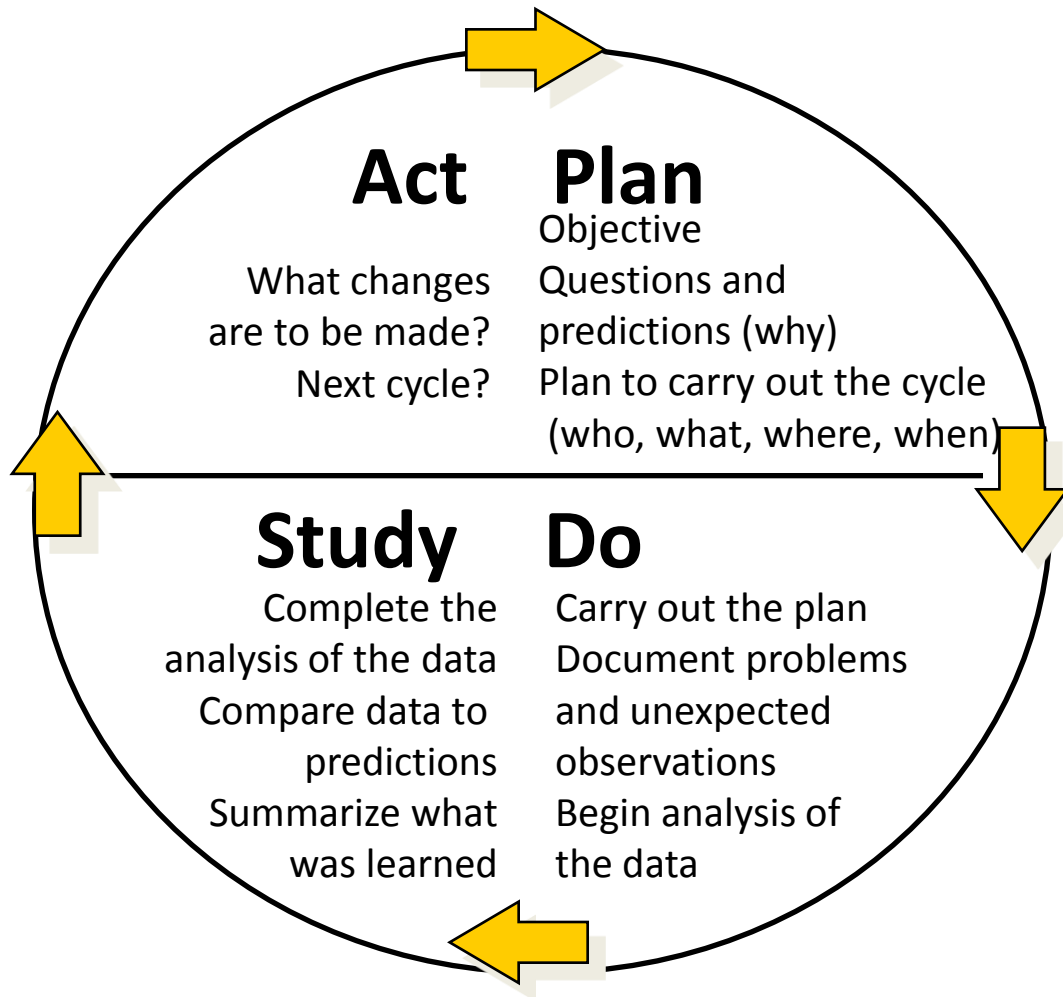 Act
What changes
are to be made?
Next cycle?
Plan
Objective
Questions and
predictions (why)
Plan to carry out the cycle
(who, what, where, when)
Study
Complete the
analysis of the data
Compare data to
predictions
Summarize what
was learned
Do
Carry out the plan
Document problems
and unexpected
observations
Begin analysis of
the data